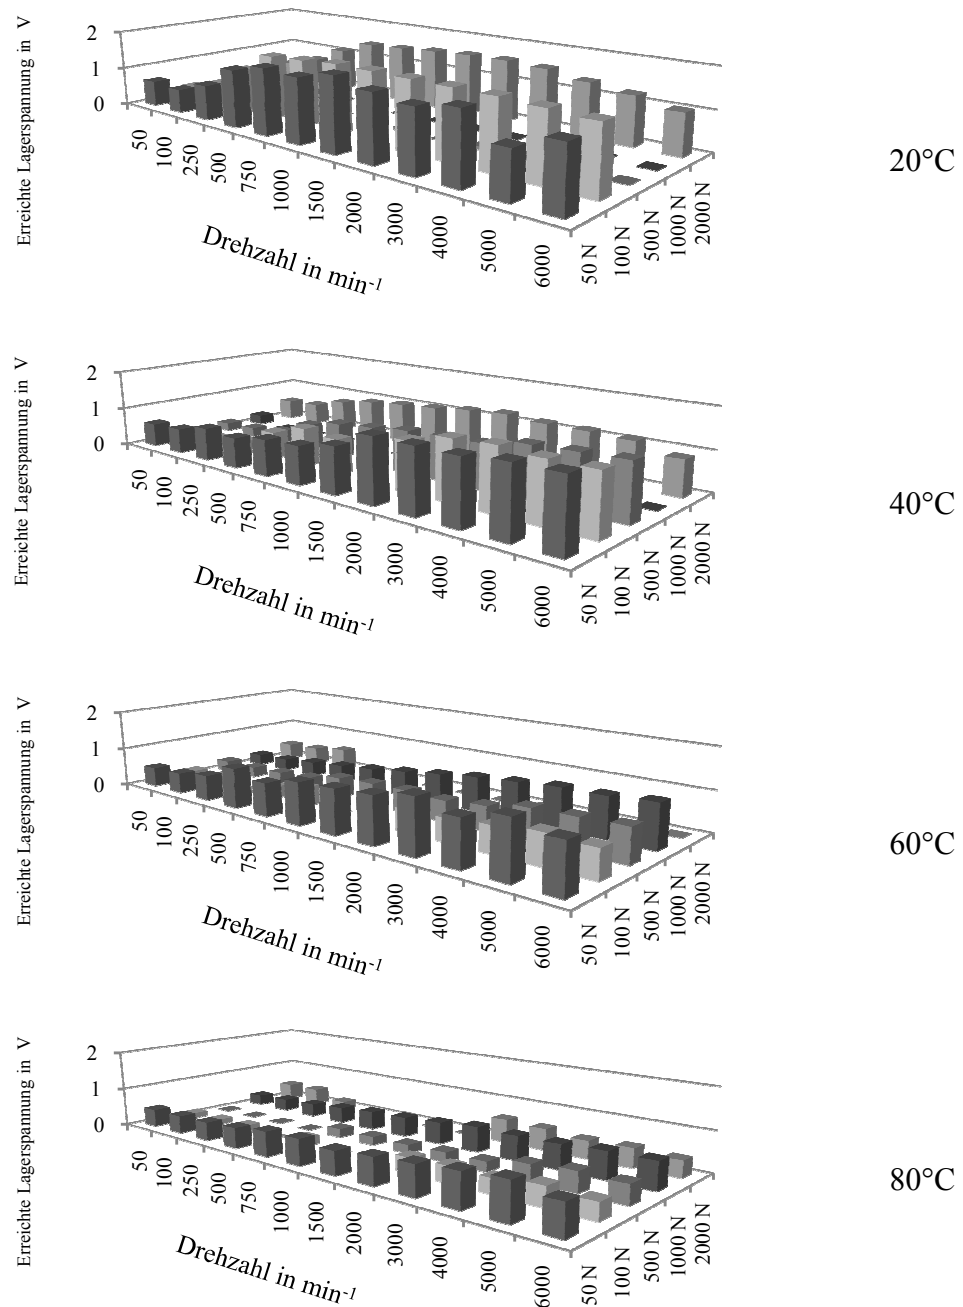 Erreichte Lagerspannung in V
2
1
0
50
100
250
500
750
1000
1500
2000
3000
4000
5000
6000
50 N
100 N
500 N
1000 N
2000 N
Drehzahl in min-1
20°C
Erreichte Lagerspannung in V
2
1
0
50
100
250
500
750
1000
1500
2000
3000
4000
5000
6000
50 N
100 N
500 N
1000 N
2000 N
Drehzahl in min-1
40°C
Erreichte Lagerspannung in V
2
1
0
50
100
250
500
750
1000
1500
2000
3000
4000
5000
6000
50 N
100 N
500 N
1000 N
2000 N
Drehzahl in min-1
60°C
Erreichte Lagerspannung in V
2
1
0
50
100
250
500
750
1000
1500
2000
3000
4000
5000
6000
50 N
100 N
500 N
1000 N
2000 N
Drehzahl in min-1
80°C